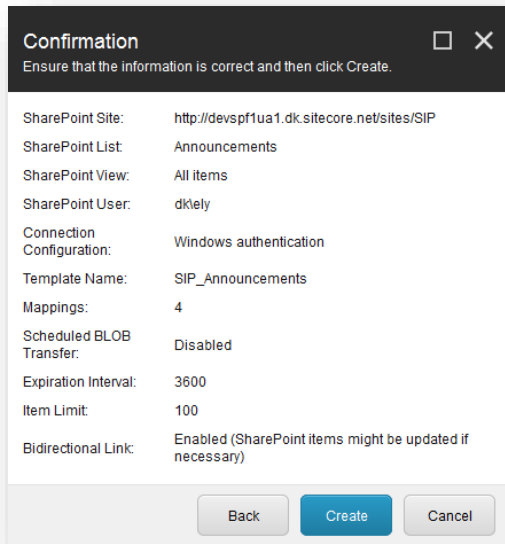 Confirmation
Ensure that the information is correct and then click Create.
SharePoint Site: http://devspf1ua1.dk.sitecore.net/sites/SIP
SharePoint List: Announcements
SharePoint View: All items
SharePoint User: dk\ely
Connection
Configuration: Windows authentication
Template Name: SIP_Announcements
Mappings: 4
Scheduled BLOB
Transfer: Disabled
Expiration Interval: 3600
Item Limit: 100
Bidirectional Link: Enabled (SharePoint items might be updated if
necessary)
Back Create Cancel